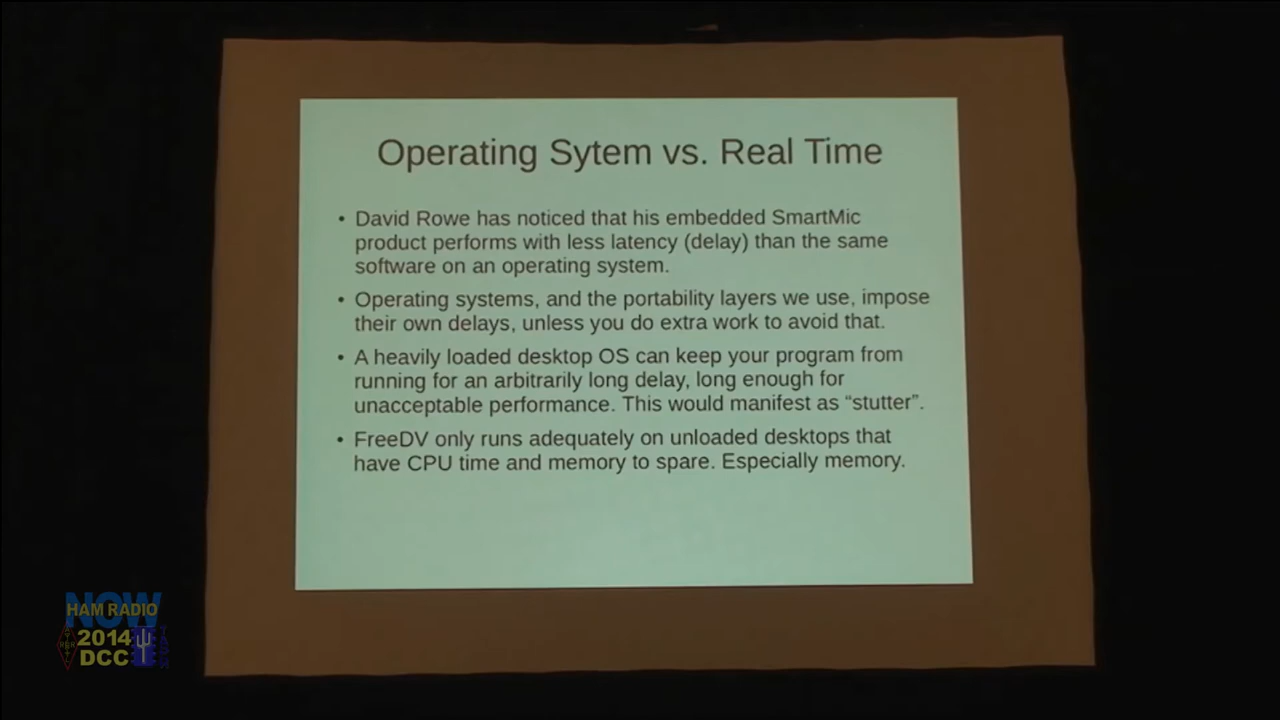 Operating Sytem vs. Real Time
• David Rowe has noticed that his embedded SmartMic
product performs with less latency (delay) than the same
software on an operating system.
• Operating systems, and the portability layers we use, impose
their own delays, unless you do extra work to avoid that.
• A heavily loaded desktop OS can keep your program from
running for an arbitrarily long delay, long enough for
unacceptable performance. This would manifest as “stutter”.
• FreeDV only runs adequately on unloaded desktops that
have CPU time and memory to spare. Especially memory.
NOW
HAM RADIO
2014
DCC